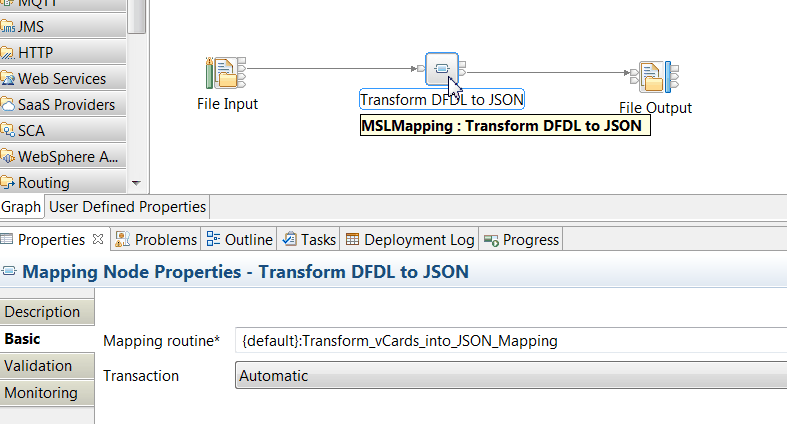 MQTT
JMS
HTTP
Web Services
SaaS Providers
SCA
WebSphere A...
Routing
File Input
Transform DFDL to JSON
File Output
MSLMapping : Transform DFDL to JSON
Graph User Defined Properties
Properties Problems Outline Tasks Deployment Log Progress
Mapping Node Properties - Transform DFDL to JSON
Description
Basic
Mapping routine* {default}:Transform_vCards_into_JSON_Mapping
Validation
Transaction Automatic
Monitoring